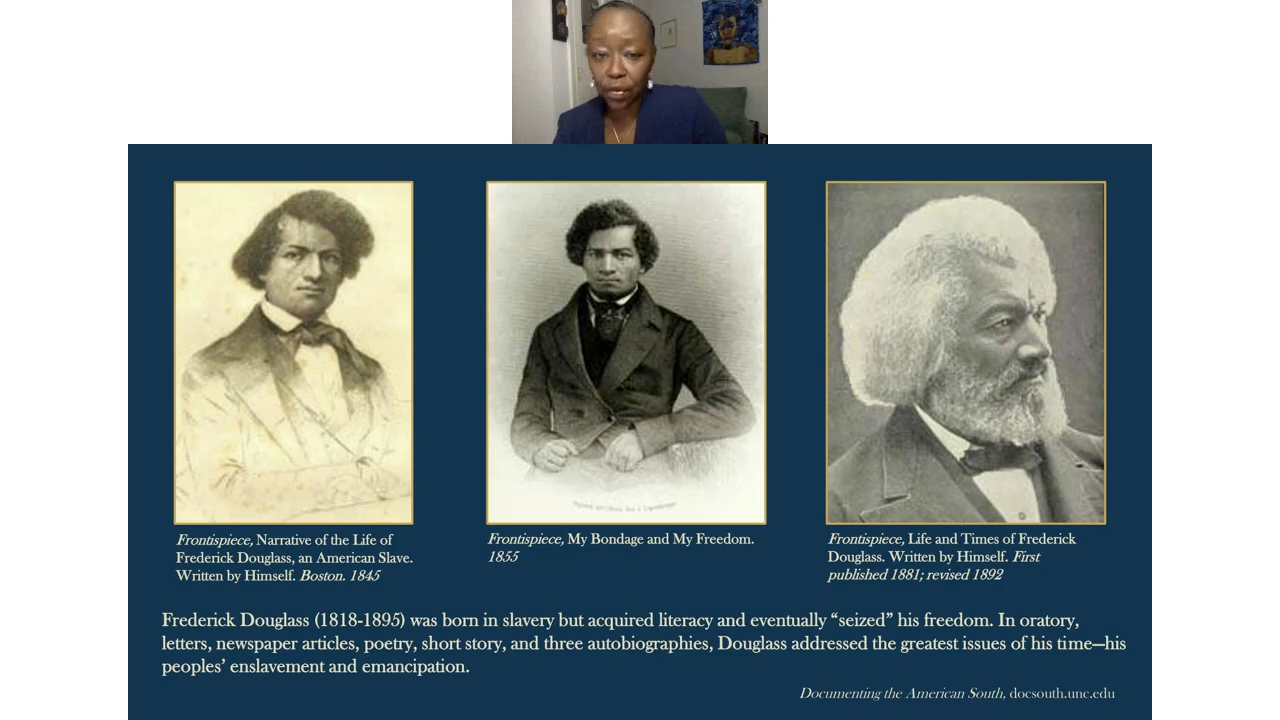 Frontispiece, Narrative of the Life of
Frederick Douglass, an American Slave.
Written by Himself. Boston. 1845
Frontispiece, My Bondage and My Freedom.
1855
Frontispiece, Life and Times of Frederick
Douglass. Written by Himself. First
published 1881; revised 1892
Frederick Douglass (1818-1895) was born in slavery but acquired literacy and eventually “seized” his freedom. In oratory,
letters, newspaper articles, poetry, short story, and three autobiographies, Douglass addressed the greatest issues of his time—his
peoples’ enslavement and emancipation.
Documenting the American South, docsouth.unc.edu